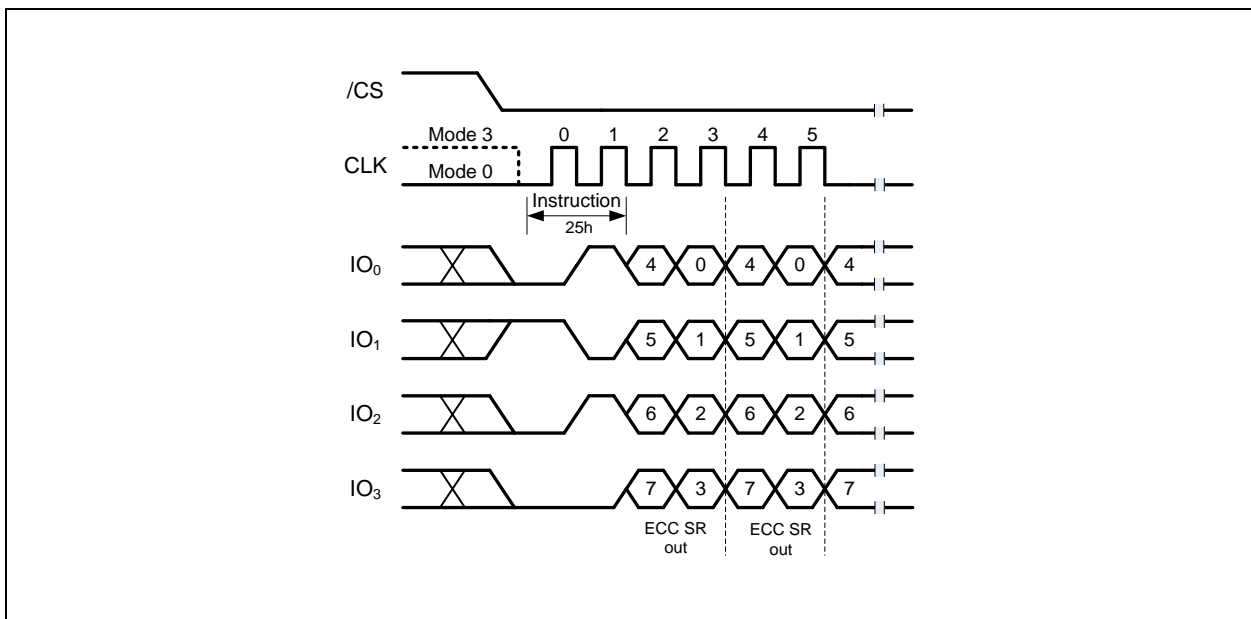 /CS
Mode 3 0 1 2 3 4 5
CLK
Mode 0
Instruction
25h
IO₀ 4 0 4 0 4
IO₁ 5 1 5 1 5
IO₂ 6 2 6 2 6
IO₃ 7 3 7 3 7
ECC SR ECC SR
out out